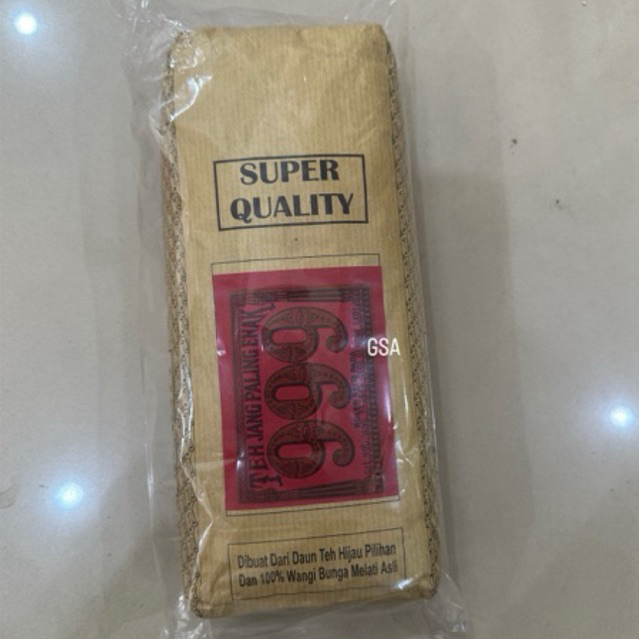 SUPER
QUALITY
TEH JANG PALING ENAK
999
GSA
Dibuat Dari Daun Teh Hijau Pilihan
Dan 100% Wangi Bunga Melati Asli